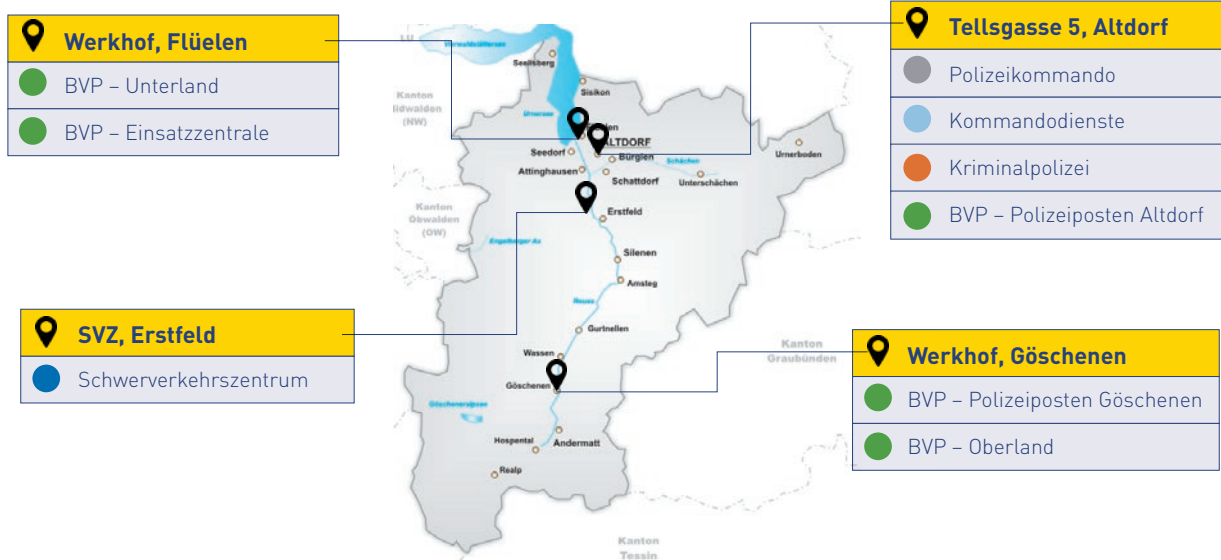 Werkhof, Flüelen
BVP – Unterland
BVP – Einsatzzentrale
Tellsgasse 5, Altdorf
Polizeikommando
Kommandodienste
Kriminalpolizei
BVP – Polizeiposten Altdorf
SVZ, Erstfeld
Schwerverkehrszentrum
Werkhof, Göschenen
BVP – Polizeiposten Göschenen
BVP – Oberland
LU
Vierwaldstättersee
Seelisberg
Sisikon
Kanton
(NW)
Urnersee
ALTDORF
Seedorf
Bürglen
Schächen
Urnerboden
Attinghausen
Schattdorf
Unterschächen
Kanton
Obwalden
(OW)
Erstfeld
Engelberger Aa
Silenen
Amsteg
Reuss
Gurtnellen
Kanton
Graubünden
Wassen
Göschenen
Göscheneralpsee
Andermatt
Hospental
Realp
Kanton
Tessin